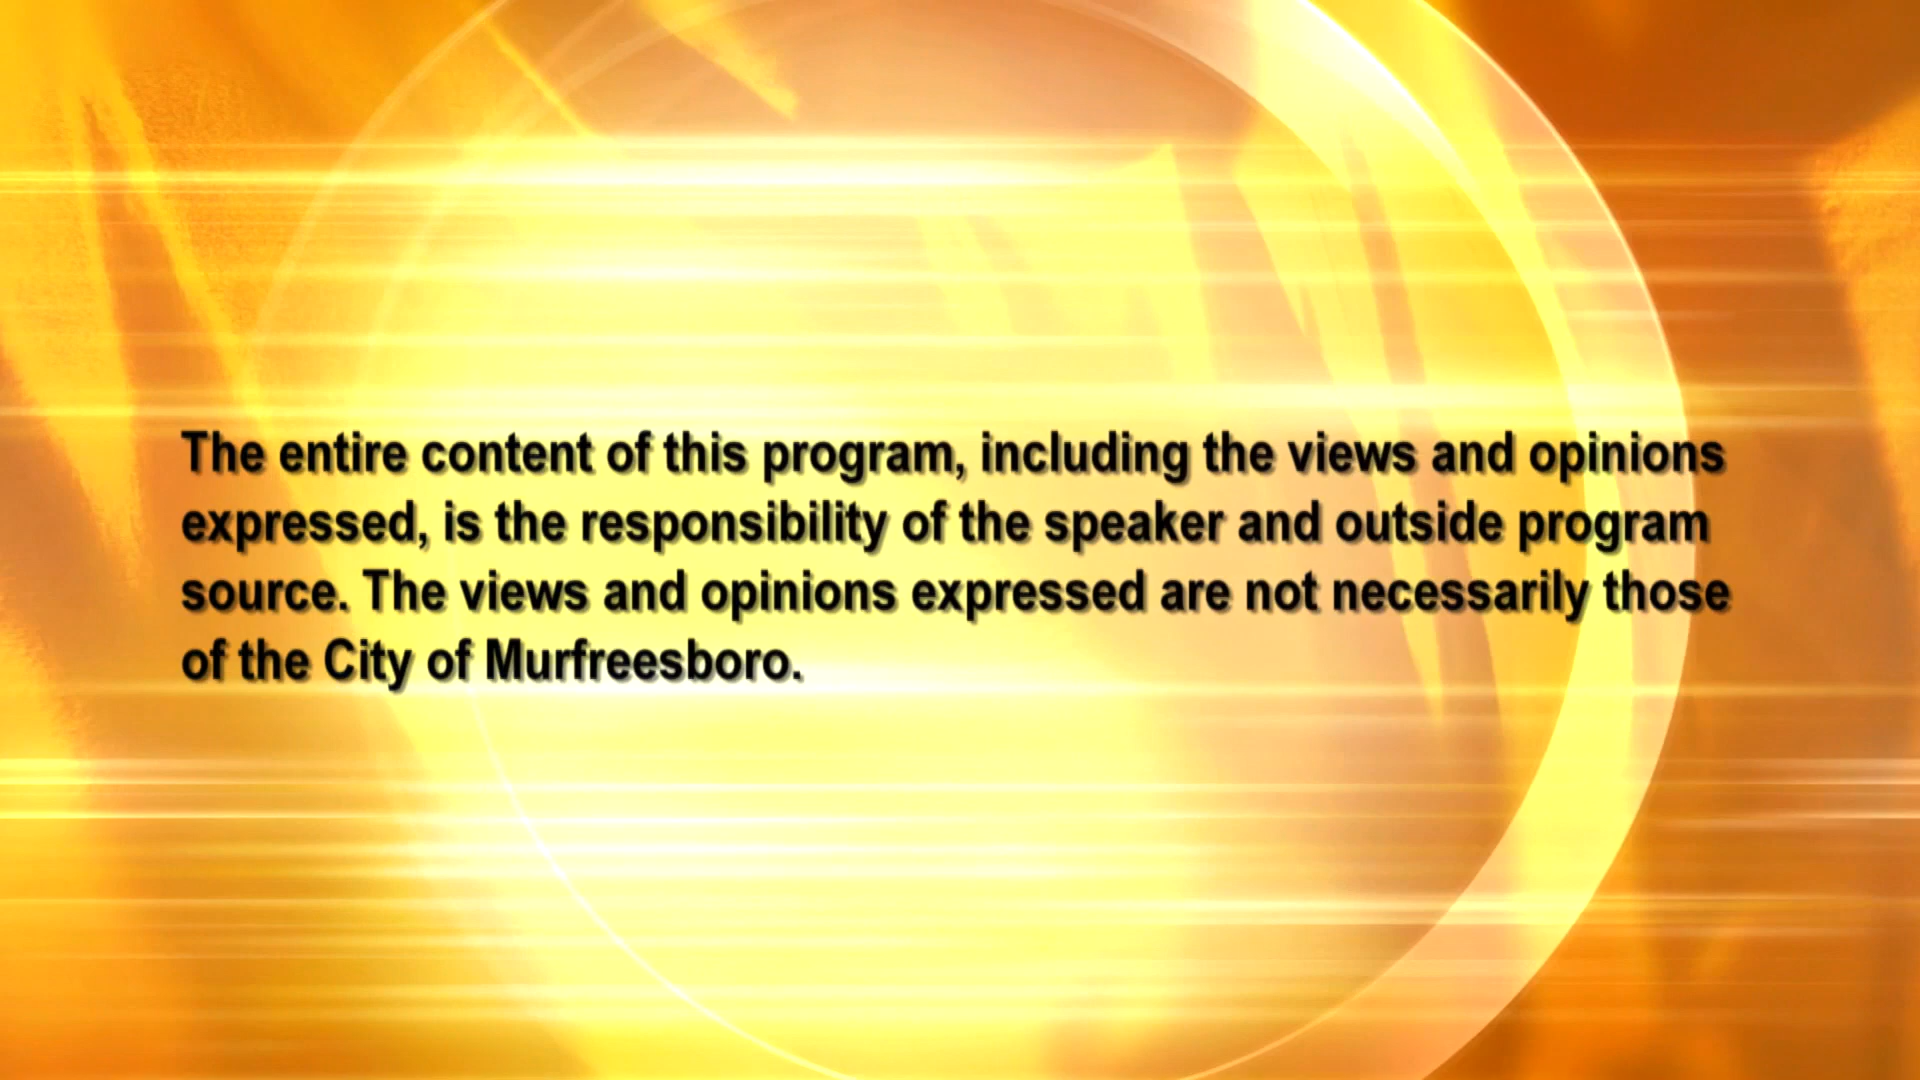 The entire content of this program, including the views and opinions
expressed, is the responsibility of the speaker and outside program
source. The views and opinions expressed are not necessarily those
of the City of Murfreesboro.